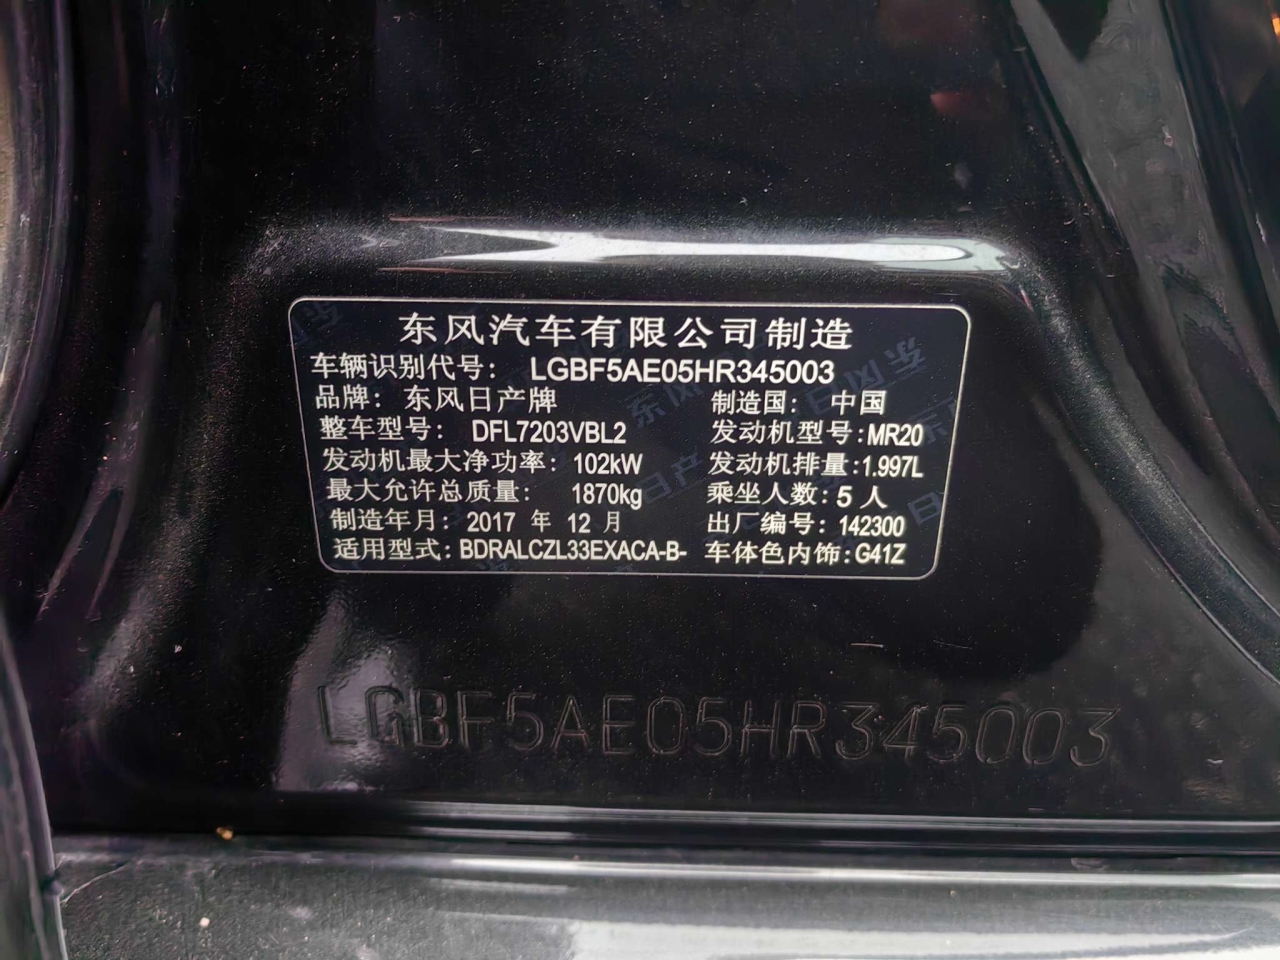 东风汽车有限公司制造
车辆识别代号: LGBF5AE05HR345003
品牌: 东风日产牌 制造国: 中国
整车型号: DFL7203VBL2 发动机型号:MR20
发动机最大净功率: 102kW 发动机排量:1.997L
最大允许总质量: 1870kg 乘坐人数: 5 人
制造年月: 2017 年 12 月 出厂编号: 142300
适用型式: BDRALCZL33EXACA-B- 车体色内饰: G41Z
LGBF5AE05HR345003